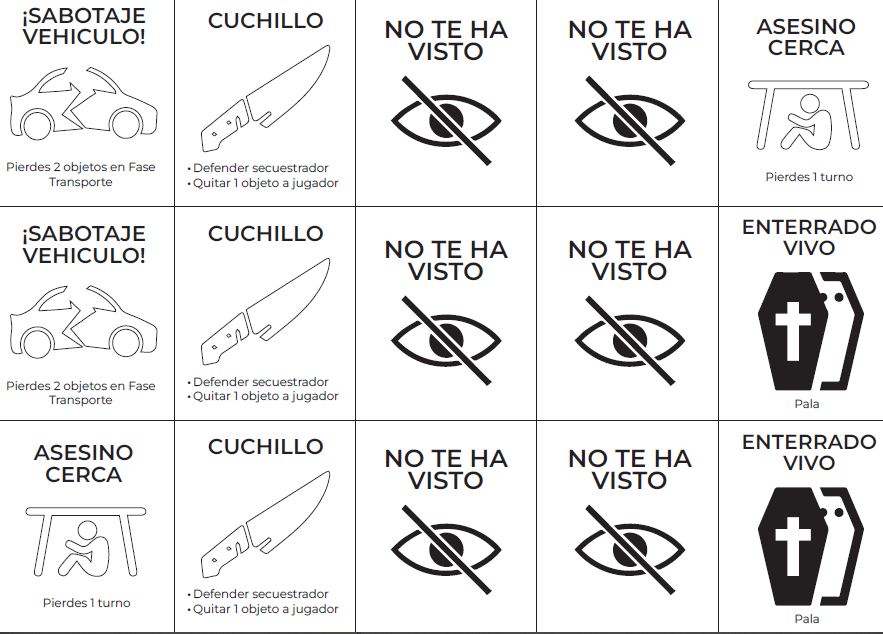 ¡SABOTAJE
VEHICULO!
Pierdes 2 objetos en Fase
Transporte
CUCHILLO
• Defender secuestrador
• Quitar 1 objeto a jugador
NO TE HA
VISTO
NO TE HA
VISTO
ASESINO
CERCA
Pierdes 1 turno
¡SABOTAJE
VEHICULO!
Pierdes 2 objetos en Fase
Transporte
CUCHILLO
• Defender secuestrador
• Quitar 1 objeto a jugador
NO TE HA
VISTO
NO TE HA
VISTO
ENTERRADO
VIVO
Pala
ASESINO
CERCA
Pierdes 1 turno
CUCHILLO
• Defender secuestrador
• Quitar 1 objeto a jugador
NO TE HA
VISTO
NO TE HA
VISTO
ENTERRADO
VIVO
Pala